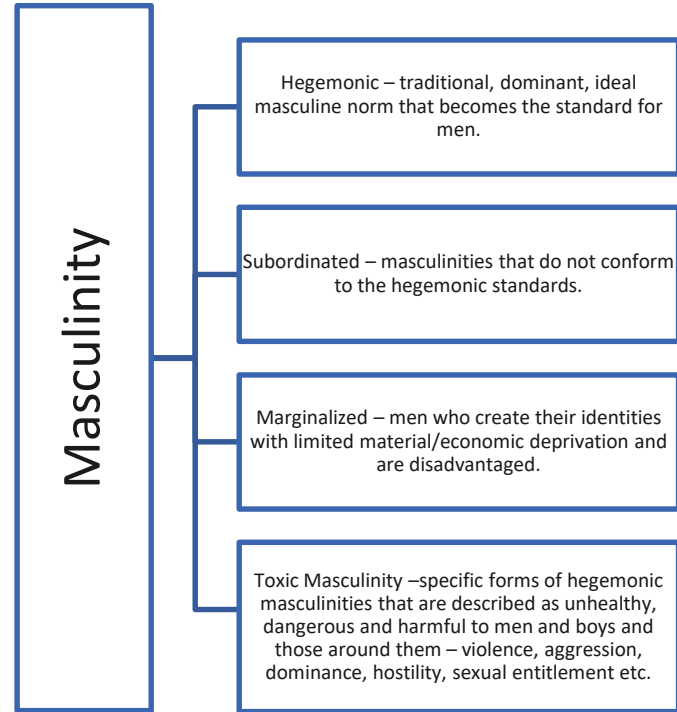 Masculinity
Hegemonic – traditional, dominant, ideal
masculine norm that becomes the standard for
men.
Subordinated – masculinities that do not conform
to the hegemonic standards.
Marginalized – men who create their identities
with limited material/economic deprivation and
are disadvantaged.
Toxic Masculinity –specific forms of hegemonic
masculinities that are described as unhealthy,
dangerous and harmful to men and boys and
those around them – violence, aggression,
dominance, hostility, sexual entitlement etc.